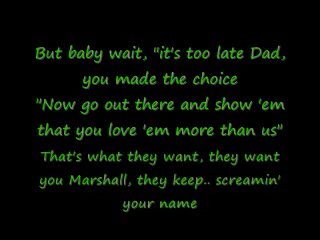 But baby wait, "it's too late Dad,
you made the choice
"Now go out there and show 'em
that you love 'em more than us"
That's what they want, they want
you Marshall, they keep.. screamin'
your name